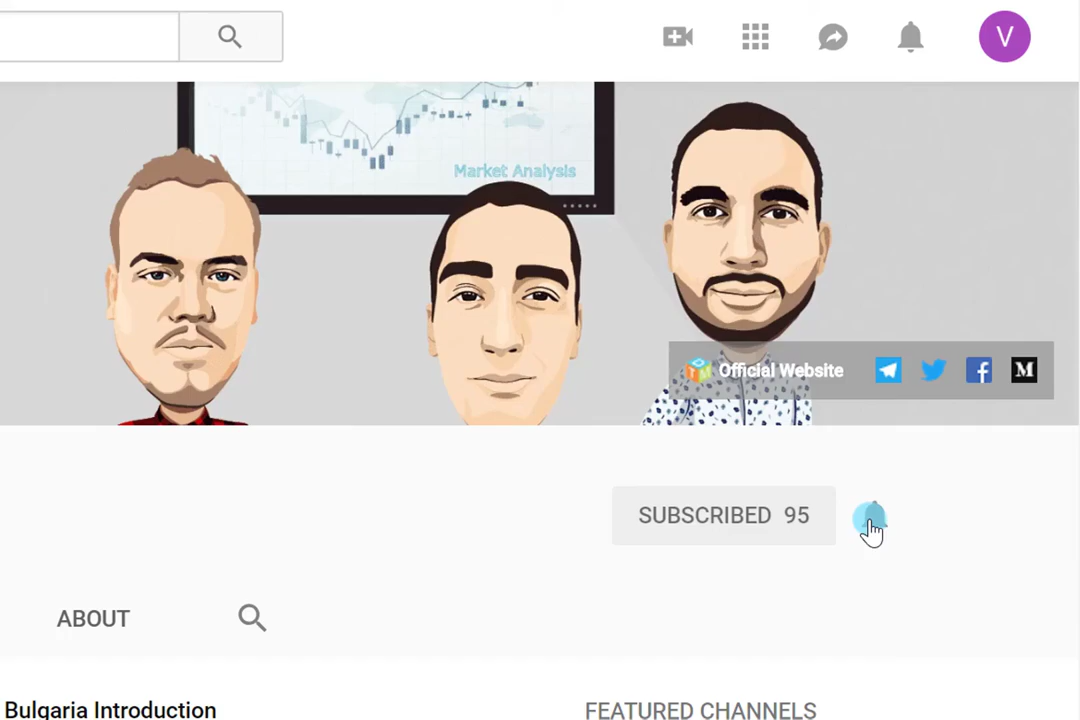 V
Market Analysis
Official Website
M
SUBSCRIBED 95
ABOUT
Bulgaria Introduction
FEATURED CHANNELS